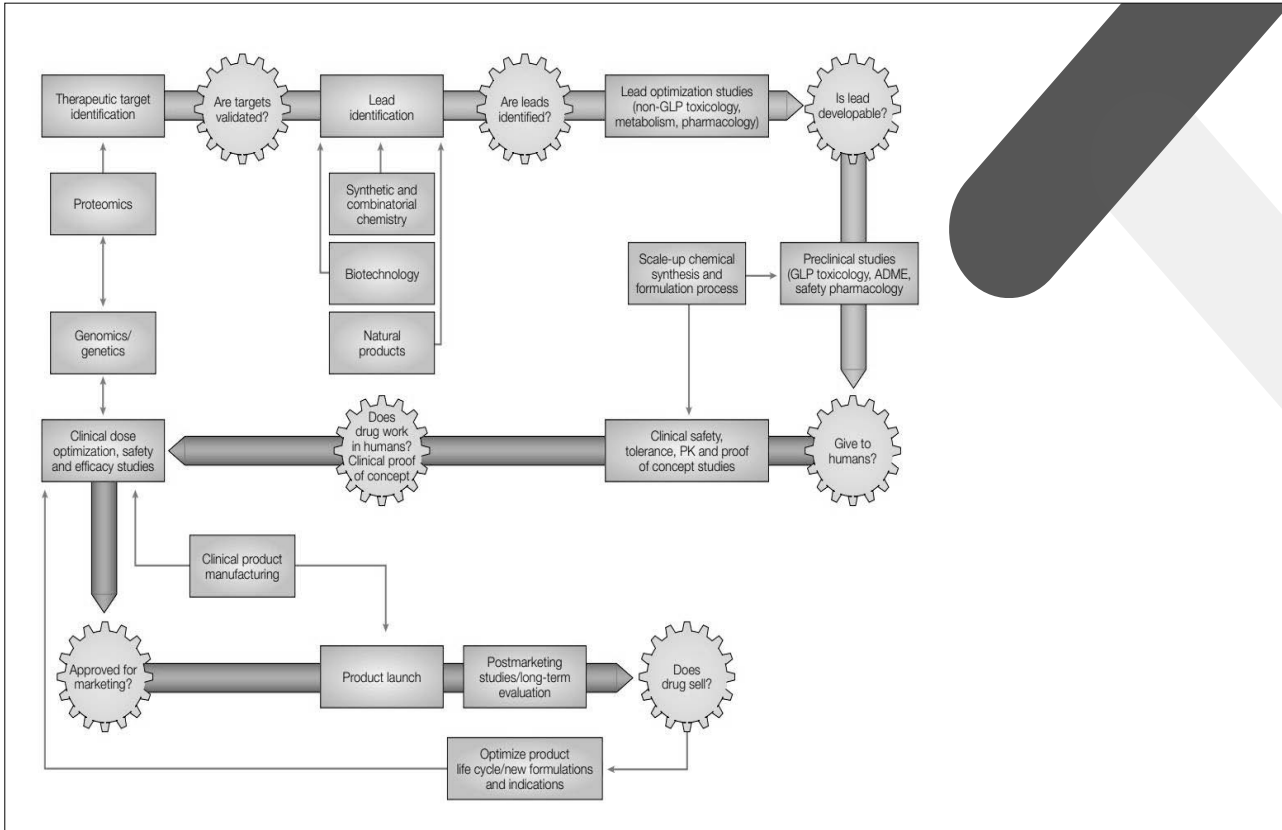 Therapeutic target
identification
Are targets
validated?
Lead
identification
Are leads
identified?
Lead optimization studies
(non-GLP toxicology,
metabolism, pharmacology)
Is lead
developable?
Proteomics
Synthetic and
combinatorial
chemistry
Biotechnology
Natural
products
Scale-up chemical
synthesis and
formulation process
Preclinical studies
(GLP toxicology, ADME,
safety pharmacology
Genomics/
genetics
Clinical dose
optimization, safety
and efficacy studies
Does
drug work
in humans?
Clinical proof
of concept
Clinical safety,
tolerance, PK and proof
of concept studies
Give to
humans?
Clinical product
manufacturing
Approved for
marketing?
Product launch
Postmarketing
studies/long-term
evaluation
Does
drug sell?
Optimize product
life cycle/new formulations
and indications